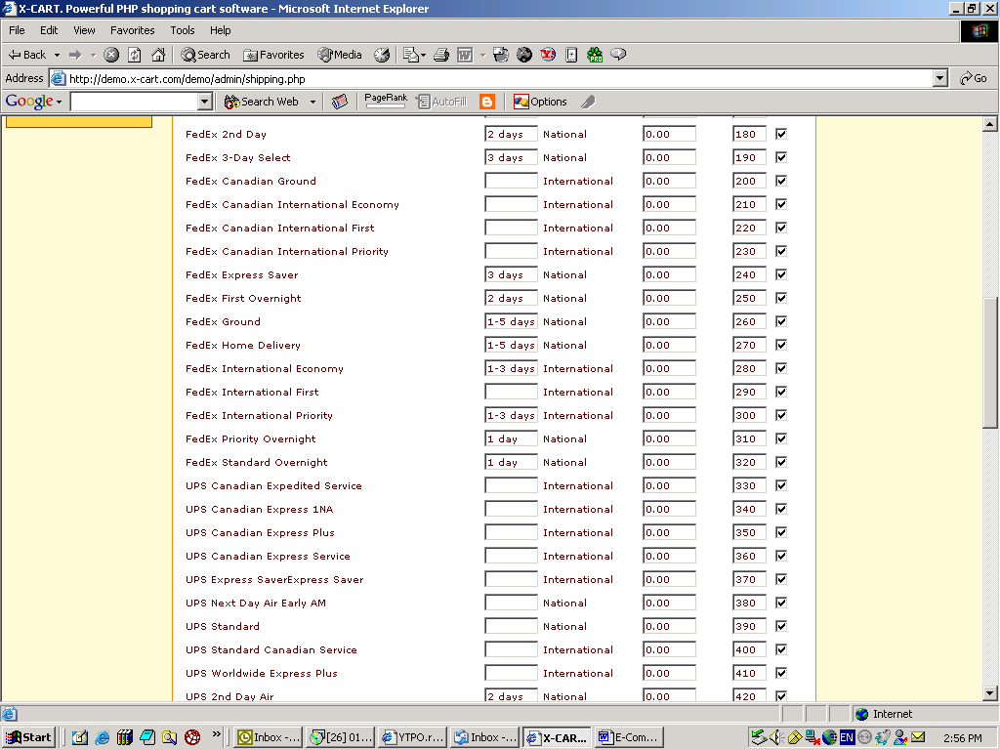 X-CART. Powerful PHP shopping cart software - Microsoft Internet Explorer
File Edit View Favorites Tools Help
Back Search Favorites Media
Address http://demo.x-cart.com/demo/admin/shipping.php Go
Google Search Web PageRank AutoFill Options
FedEx 2nd Day 2 days National 0.00 180
FedEx 3-Day Select 3 days National 0.00 190
FedEx Canadian Ground International 0.00 200
FedEx Canadian International Economy International 0.00 210
FedEx Canadian International First International 0.00 220
FedEx Canadian International Priority International 0.00 230
FedEx Express Saver 3 days National 0.00 240
FedEx First Overnight 2 days National 0.00 250
FedEx Ground 1-5 days National 0.00 260
FedEx Home Delivery 1-5 days National 0.00 270
FedEx International Economy 1-3 days International 0.00 280
FedEx International First International 0.00 290
FedEx International Priority 1-3 days International 0.00 300
FedEx Priority Overnight 1 day National 0.00 310
FedEx Standard Overnight 1 day National 0.00 320
UPS Canadian Expedited Service International 0.00 330
UPS Canadian Express 1NA International 0.00 340
UPS Canadian Express Plus International 0.00 350
UPS Canadian Express Service International 0.00 360
UPS Express SaverExpress Saver International 0.00 370
UPS Next Day Air Early AM National 0.00 380
UPS Standard National 0.00 390
UPS Standard Canadian Service International 0.00 400
UPS Worldwide Express Plus International 0.00 410
UPS 2nd Day Air 2 days National 0.00 420
Internet
Start » Inbox -... [26] 01... YTPO.r... Inbox -... X-CAR... E-Com... EN 2:56 PM